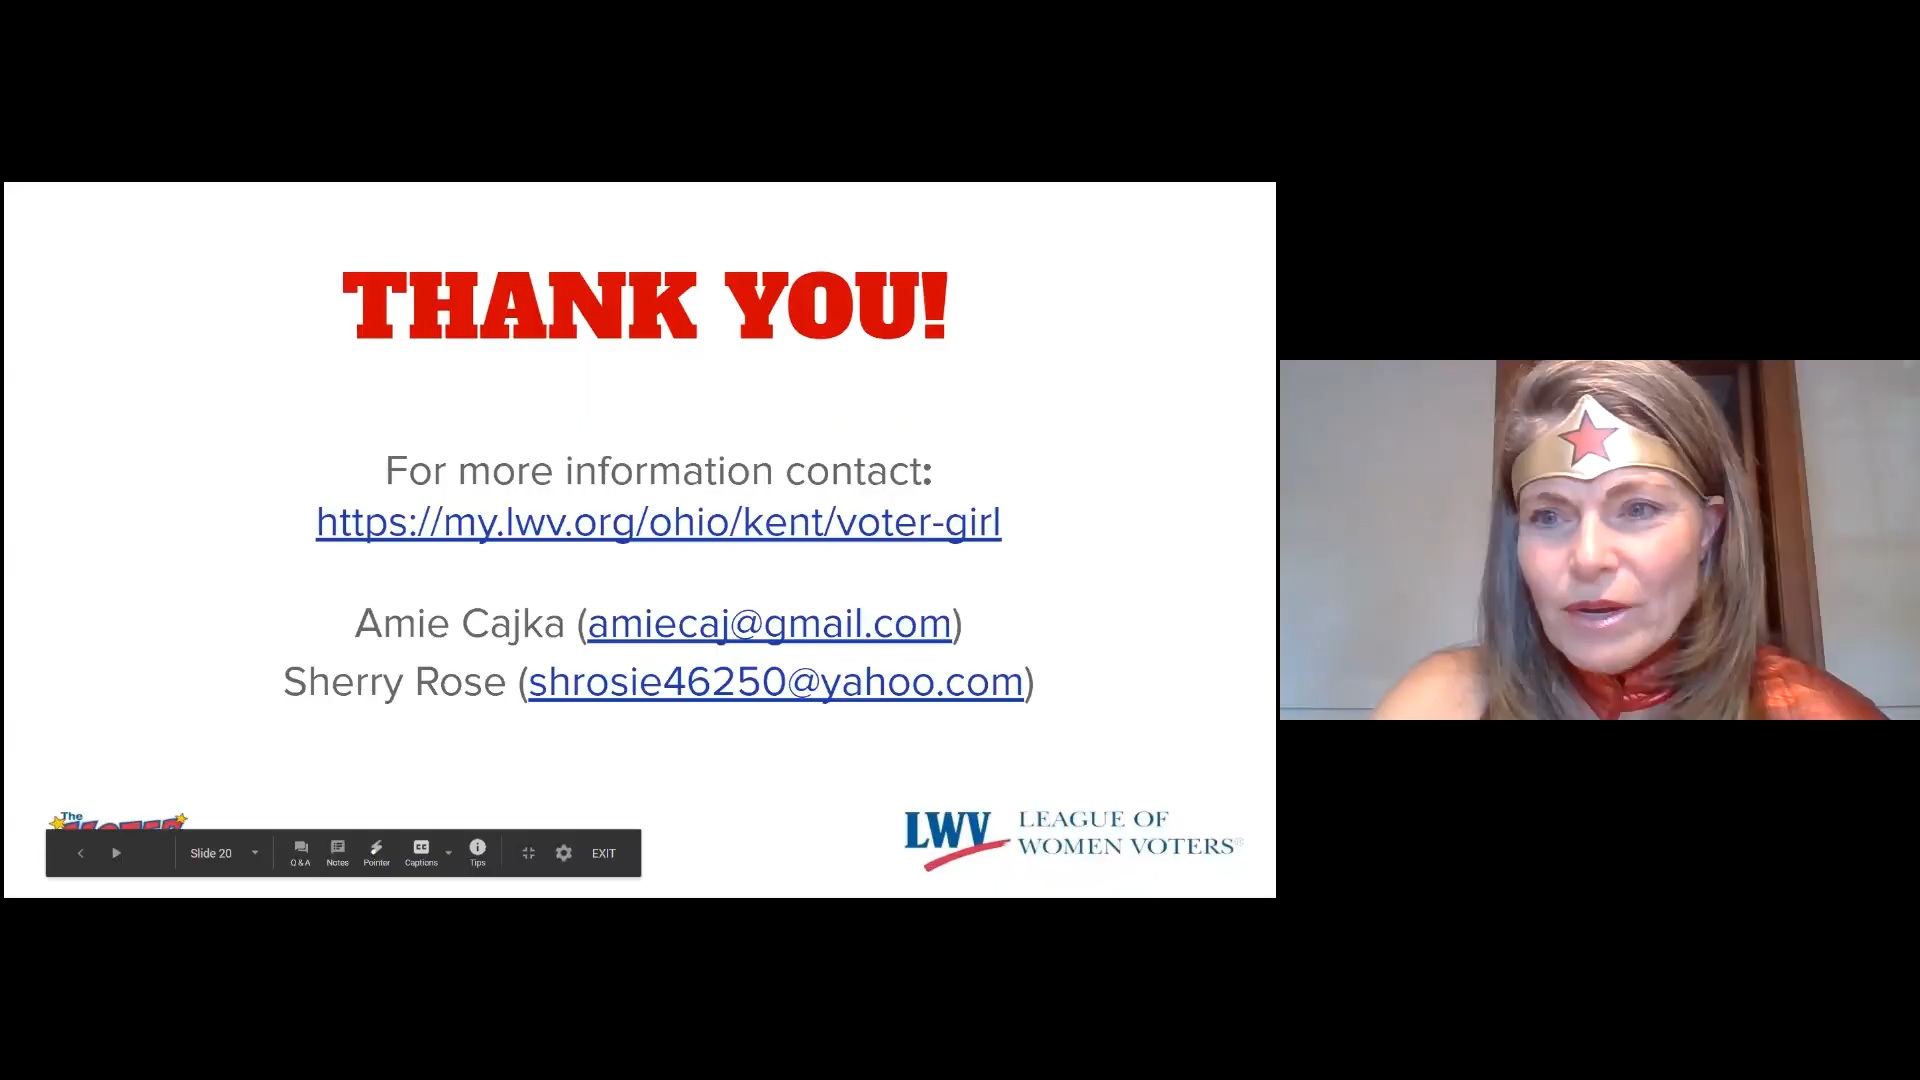 THANK YOU!
For more information contact:
https://my.lwv.org/ohio/kent/voter-girl
Amie Cajka (amiecaj@gmail.com)
Sherry Rose (shrosie46250@yahoo.com)
The
LWV LEAGUE OF
WOMEN VOTERS®
Slide 20
Q & A
Notes
Pointer
CC
Captions
Tips
EXIT